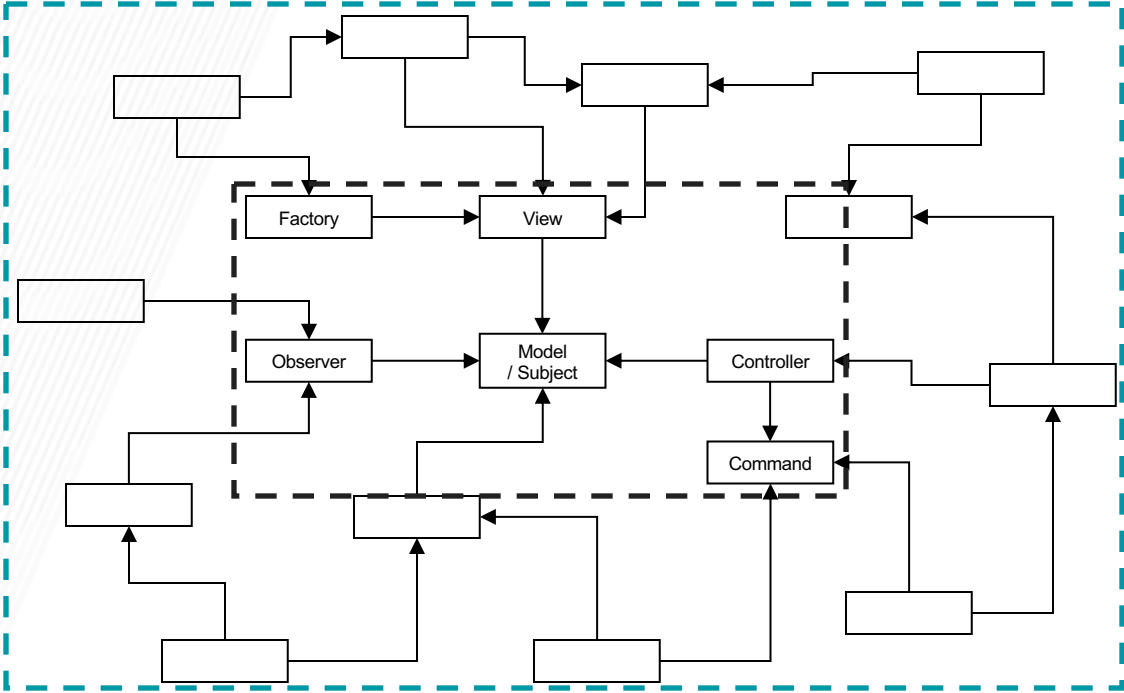 Factory
View
Observer
Model
/ Subject
Controller
Command